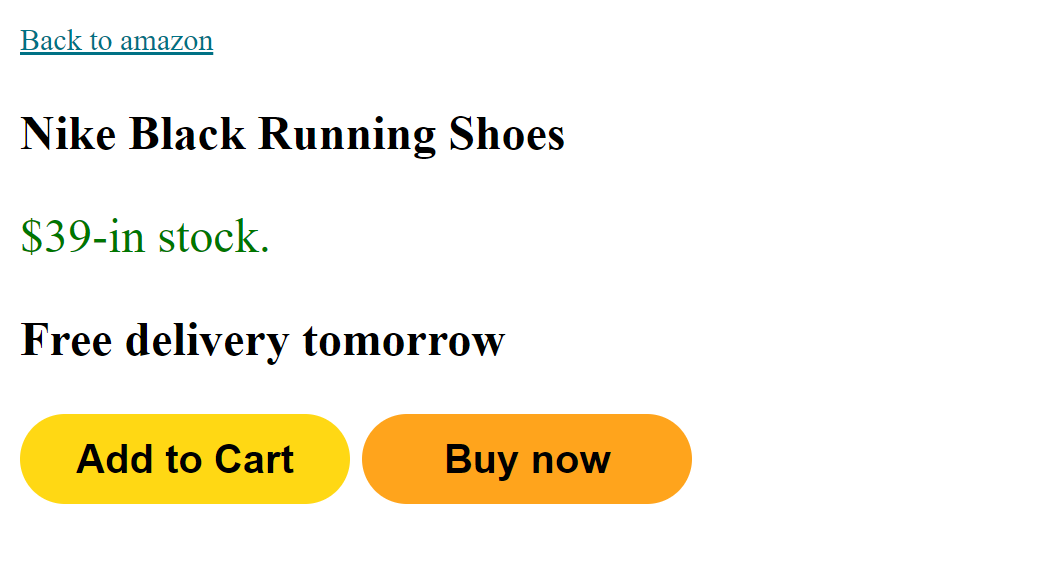 Back to amazon
Nike Black Running Shoes
$39-in stock.
Free delivery tomorrow
Add to Cart Buy now